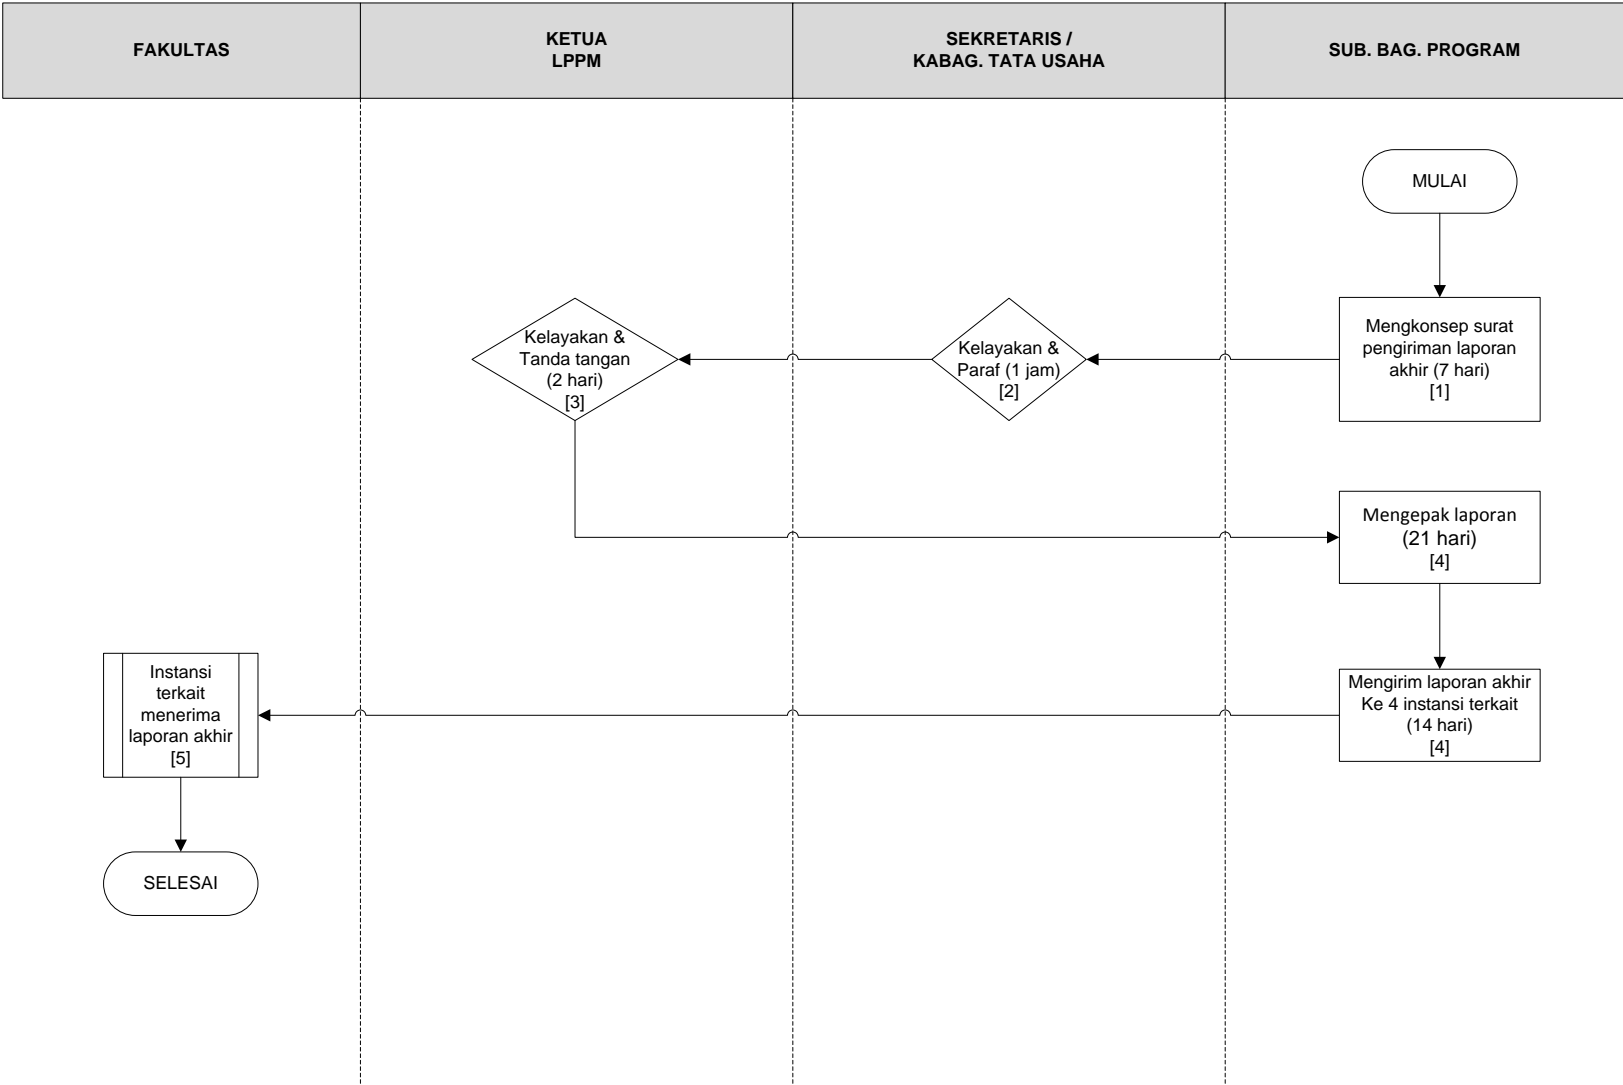 FAKULTAS
KETUA
LPPM
SEKRETARIS /
KABAG. TATA USAHA
SUB. BAG. PROGRAM
MULAI
Mengkonsep surat
pengiriman laporan
akhir (7 hari)
[1]
Kelayakan &
Paraf (1 jam)
[2]
Kelayakan &
Tanda tangan
(2 hari)
[3]
Mengepak laporan
(21 hari)
[4]
Mengirim laporan akhir
Ke 4 instansi terkait
(14 hari)
[4]
Instansi
terkait
menerima
laporan akhir
[5]
SELESAI